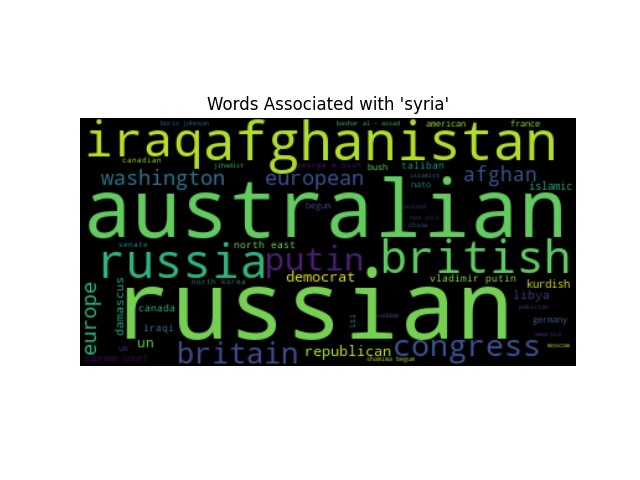 Words Associated with 'syria'
boris johnson bashar al - assad american france
iraq afghanistan
canadian jihadist george w bush bush taliban
washington european islamist afghan
nato islamic
australian
begum poland
new york
china
senate north east
russia putin british
democrat vladimir putin
north korea kurdish
europe damascus russian libya
canada saddam pakistan
iraqi isi germany
uk un america
britain republican congress moscow
supreme court shamima begum